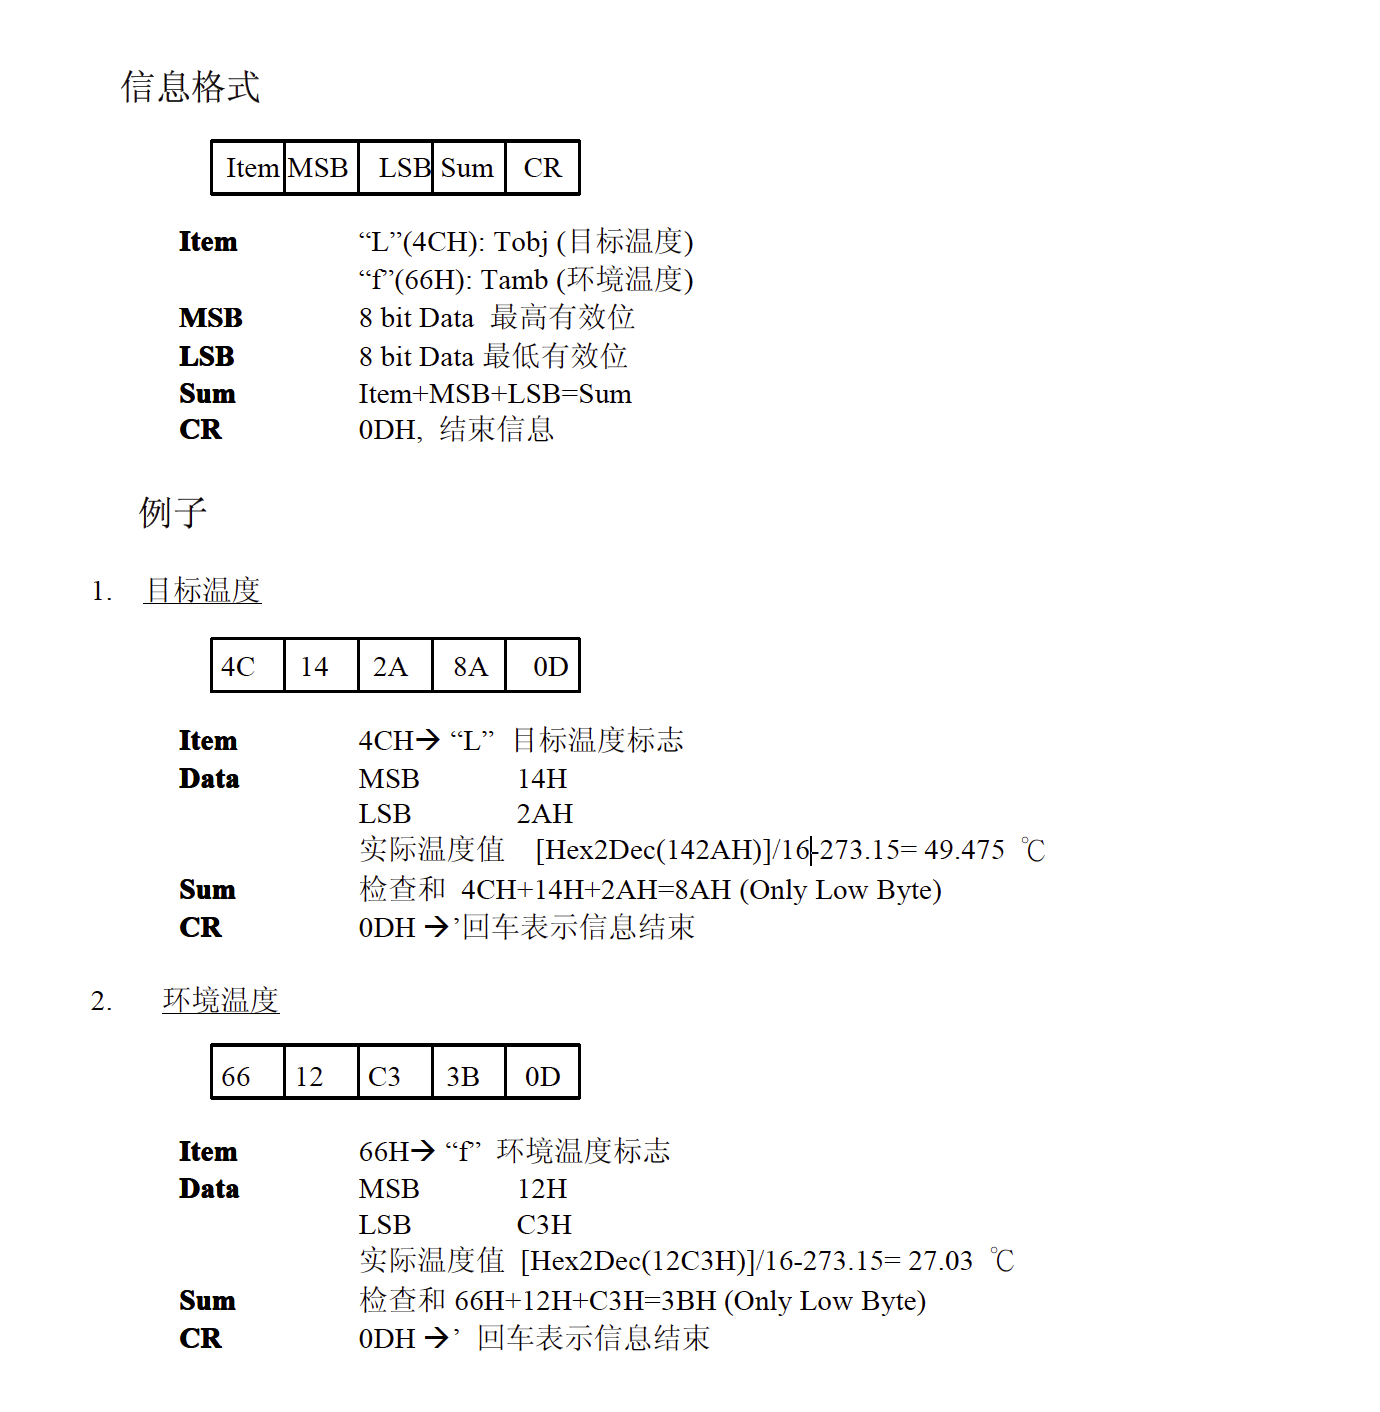 信息格式
Item MSB LSB Sum CR
Item “L”(4CH): Tobj (目标温度)
“f”(66H): Tamb (环境温度)
MSB 8 bit Data 最高有效位
LSB 8 bit Data 最低有效位
Sum Item+MSB+LSB=Sum
CR 0DH, 结束信息
例子
1. 目标温度
4C 14 2A 8A 0D
Item 4CH→ “L” 目标温度标志
Data MSB 14H
LSB 2AH
实际温度值 [Hex2Dec(142AH)]/16-273.15= 49.475 ℃
Sum 检查和 4CH+14H+2AH=8AH (Only Low Byte)
CR 0DH →’回车表示信息结束
2. 环境温度
66 12 C3 3B 0D
Item 66H→ “f” 环境温度标志
Data MSB 12H
LSB C3H
实际温度值 [Hex2Dec(12C3H)]/16-273.15= 27.03 ℃
Sum 检查和 66H+12H+C3H=3BH (Only Low Byte)
CR 0DH →’ 回车表示信息结束